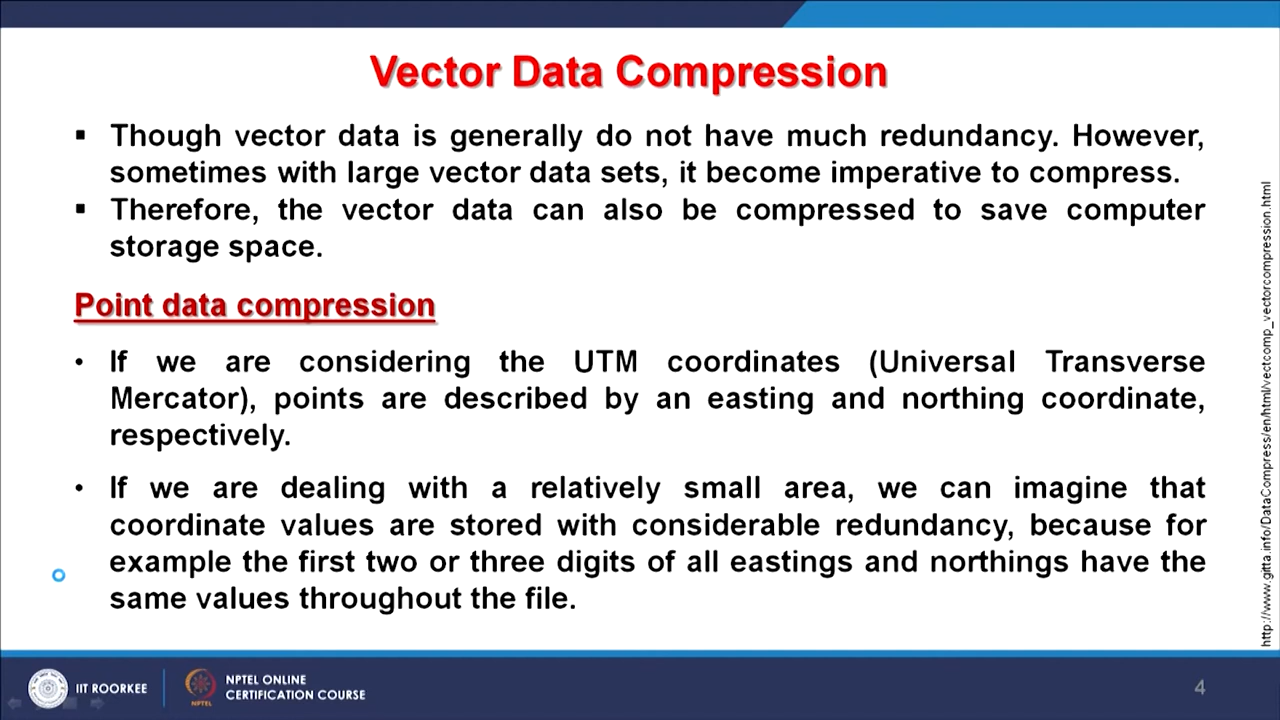 Vector Data Compression
▪ Though vector data is generally do not have much redundancy. However,
sometimes with large vector data sets, it become imperative to compress.
▪ Therefore, the vector data can also be compressed to save computer
storage space.
Point data compression
• If we are considering the UTM coordinates (Universal Transverse
Mercator), points are described by an easting and northing coordinate,
respectively.
• If we are dealing with a relatively small area, we can imagine that
coordinate values are stored with considerable redundancy, because for
example the first two or three digits of all eastings and northings have the
same values throughout the file.
http://www.gitta.info/DataCompress/en/html/vectcomp_vectorcompression.html
IIT ROORKEE
NPTEL
NPTEL ONLINE
CERTIFICATION COURSE
4